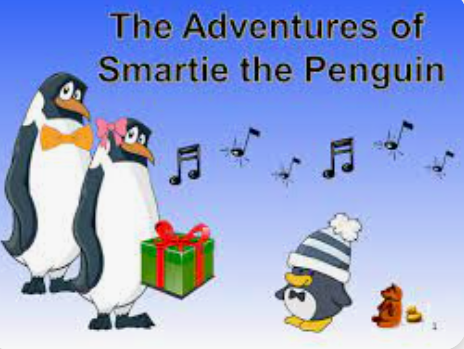 The Adventures of
Smartie the Penguin
1